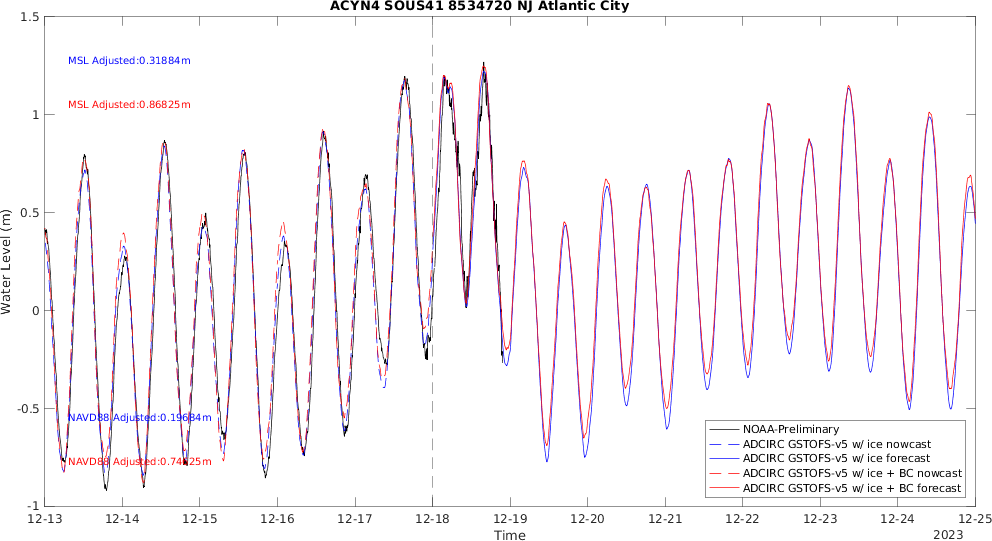 ACYN4 SOUS41 8534720 NJ Atlantic City
1.5
MSL Adjusted:0.31884m
MSL Adjusted:0.86825m
1
0.5
Water Level (m)
0
-0.5
NAVD88 Adjusted:0.19684m
NAVD88 Adjusted:0.74625m
-1
NOAA-Preliminary
ADCIRC GSTOFS-v5 w/ ice nowcast
ADCIRC GSTOFS-v5 w/ ice forecast
ADCIRC GSTOFS-v5 w/ ice + BC nowcast
ADCIRC GSTOFS-v5 w/ ice + BC forecast
12-13 12-14 12-15 12-16 12-17 12-18 12-19 12-20 12-21 12-22 12-23 12-24 12-25
Time
2023